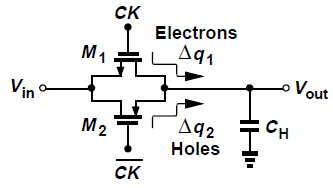 CK
Electrons
M1
Δq1
Vin
Vout
M2
Δq2
CH
Holes
CK